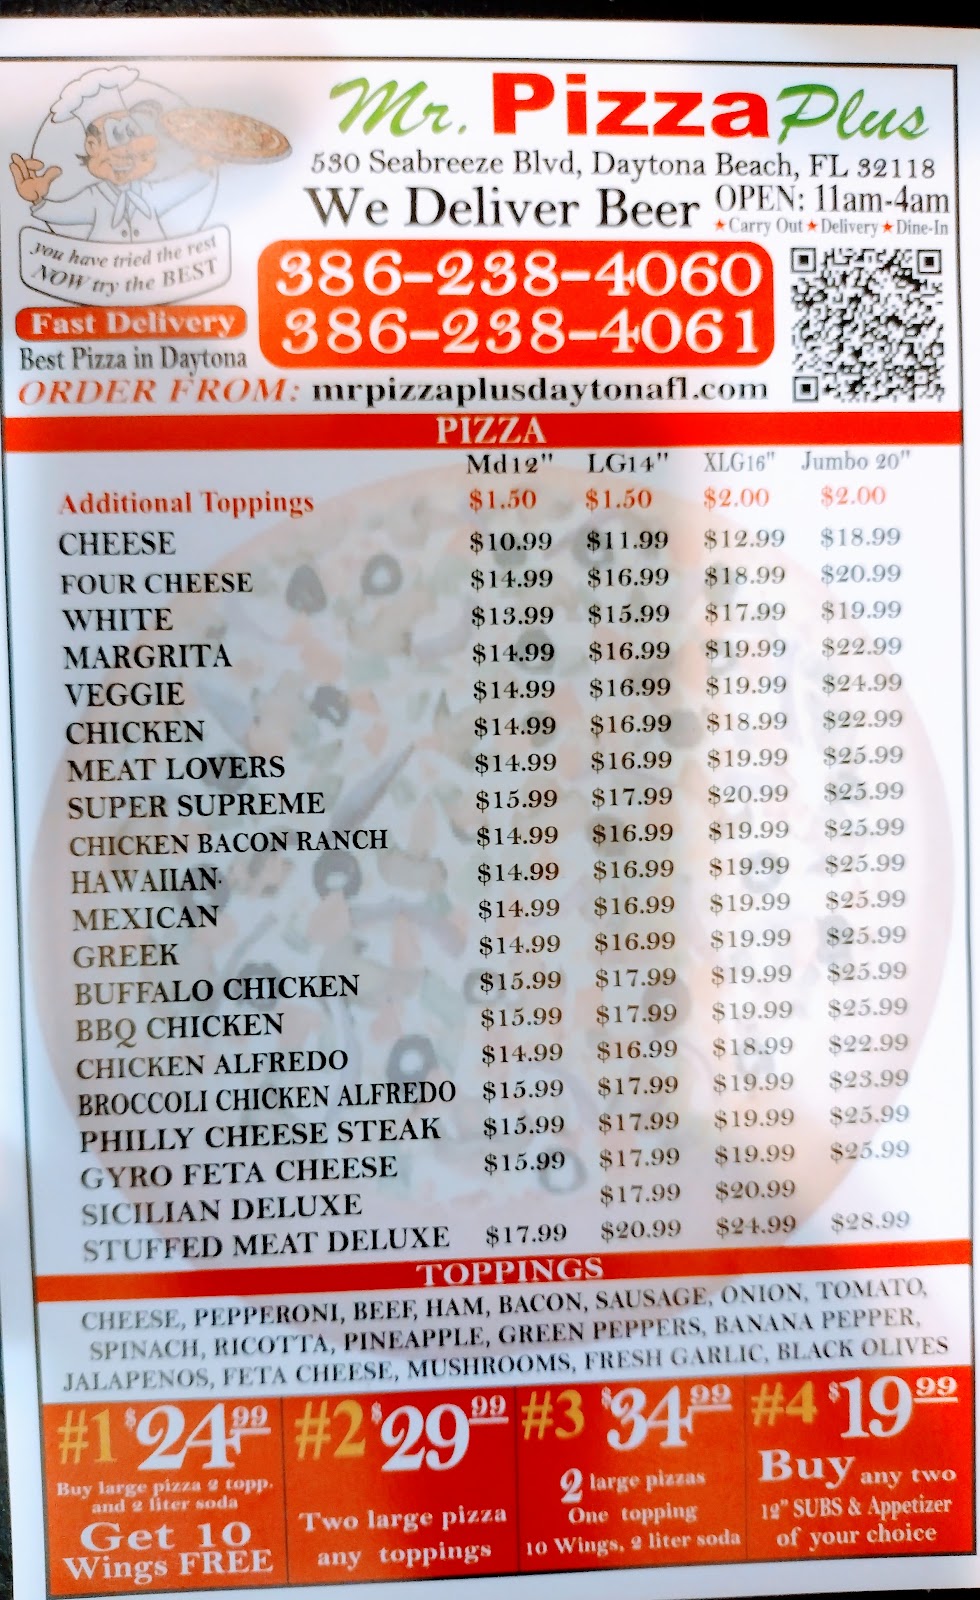 Mr. Pizza Plus
530 Seabreeze Blvd, Daytona Beach, FL 32118
We Deliver Beer OPEN: 11am-4am
★Carry Out ★Delivery ★Dine-In
you have tried the rest
NOW try the BEST
386-238-4060
386-238-4061
Fast Delivery
Best Pizza in Daytona
ORDER FROM: mrpizzaplusdaytonafl.com
PIZZA
Md12" LG14" XLG16" Jumbo 20"
Additional Toppings $1.50 $1.50 $2.00 $2.00
CHEESE $10.99 $11.99 $12.99 $18.99
FOUR CHEESE $14.99 $16.99 $18.99 $20.99
WHITE $13.99 $15.99 $17.99 $19.99
MARGRITA $14.99 $16.99 $19.99 $22.99
VEGGIE $14.99 $16.99 $19.99 $24.99
CHICKEN $14.99 $16.99 $18.99 $22.99
MEAT LOVERS $14.99 $16.99 $19.99 $25.99
SUPER SUPREME $15.99 $17.99 $20.99 $25.99
CHICKEN BACON RANCH $14.99 $16.99 $19.99 $25.99
HAWAIIAN $14.99 $16.99 $19.99 $25.99
MEXICAN $14.99 $16.99 $19.99 $25.99
GREEK $14.99 $16.99 $19.99 $25.99
BUFFALO CHICKEN $15.99 $17.99 $19.99 $25.99
BBQ CHICKEN $15.99 $17.99 $19.99 $25.99
CHICKEN ALFREDO $14.99 $16.99 $18.99 $22.99
BROCCOLI CHICKEN ALFREDO $15.99 $17.99 $19.99 $23.99
PHILLY CHEESE STEAK $15.99 $17.99 $19.99 $25.99
GYRO FETA CHEESE $15.99 $17.99 $19.99 $25.99
SICILIAN DELUXE $17.99 $20.99
STUFFED MEAT DELUXE $17.99 $20.99 $24.99 $28.99
TOPPINGS
CHEESE, PEPPERONI, BEEF, HAM, BACON, SAUSAGE, ONION, TOMATO,
SPINACH, RICOTTA, PINEAPPLE, GREEN PEPPERS, BANANA PEPPER,
JALAPENOS, FETA CHEESE, MUSHROOMS, FRESH GARLIC, BLACK OLIVES
#1 $24.99
Buy large pizza 2 topp.
and 2 liter soda
Get 10
Wings FREE
#2 $29.99
Two large pizza
any toppings
#3 $34.99
2 large pizzas
One topping
10 Wings, 2 liter soda
#4 $19.99
Buy any two
12" SUBS & Appetizer
of your choice